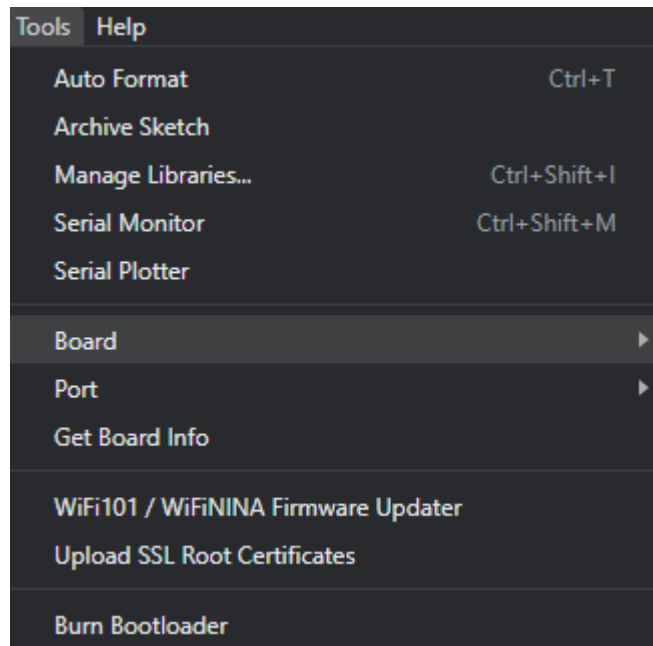 Tools Help
Auto Format Ctrl+T
Archive Sketch
Manage Libraries... Ctrl+Shift+I
Serial Monitor Ctrl+Shift+M
Serial Plotter
Board
Port
Get Board Info
WiFi101 / WiFiNINA Firmware Updater
Upload SSL Root Certificates
Burn Bootloader